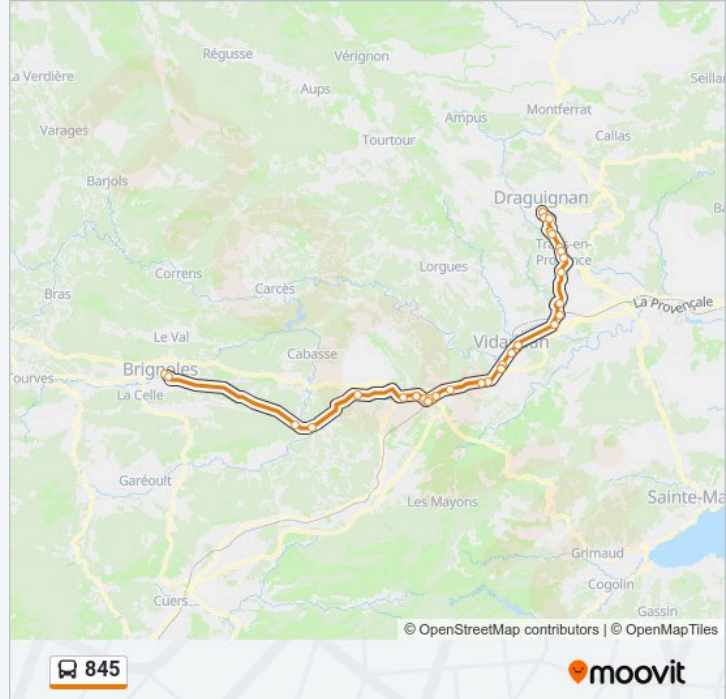 Régusse
Vérignon
La Verdière
Seillan
Aups
Ampus
Montferrat
Varages
Tourtour
Callas
Barjols
Draguignan
Ba
Trans-en-
Provence
Lorgues
Correns
Carcès
Bras
La Provençale
Le Val
Vidauban
Cabasse
Brignoles
Tourves
La Celle
Garéoult
Les Mayons
Sainte-Ma
Grimaud
Cogolin
Cuers
Gassin
© OpenStreetMap contributors | © OpenMapTiles
845
moovit